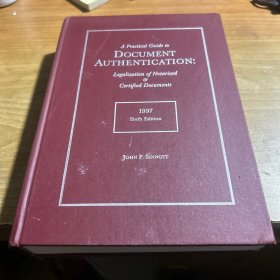 A Practical Guide to
DOCUMENT
AUTHENTICATION:
Legalization of Notarized
&
Certified Documents
1997
Sixth Edition
JOHN P. SINNOTT